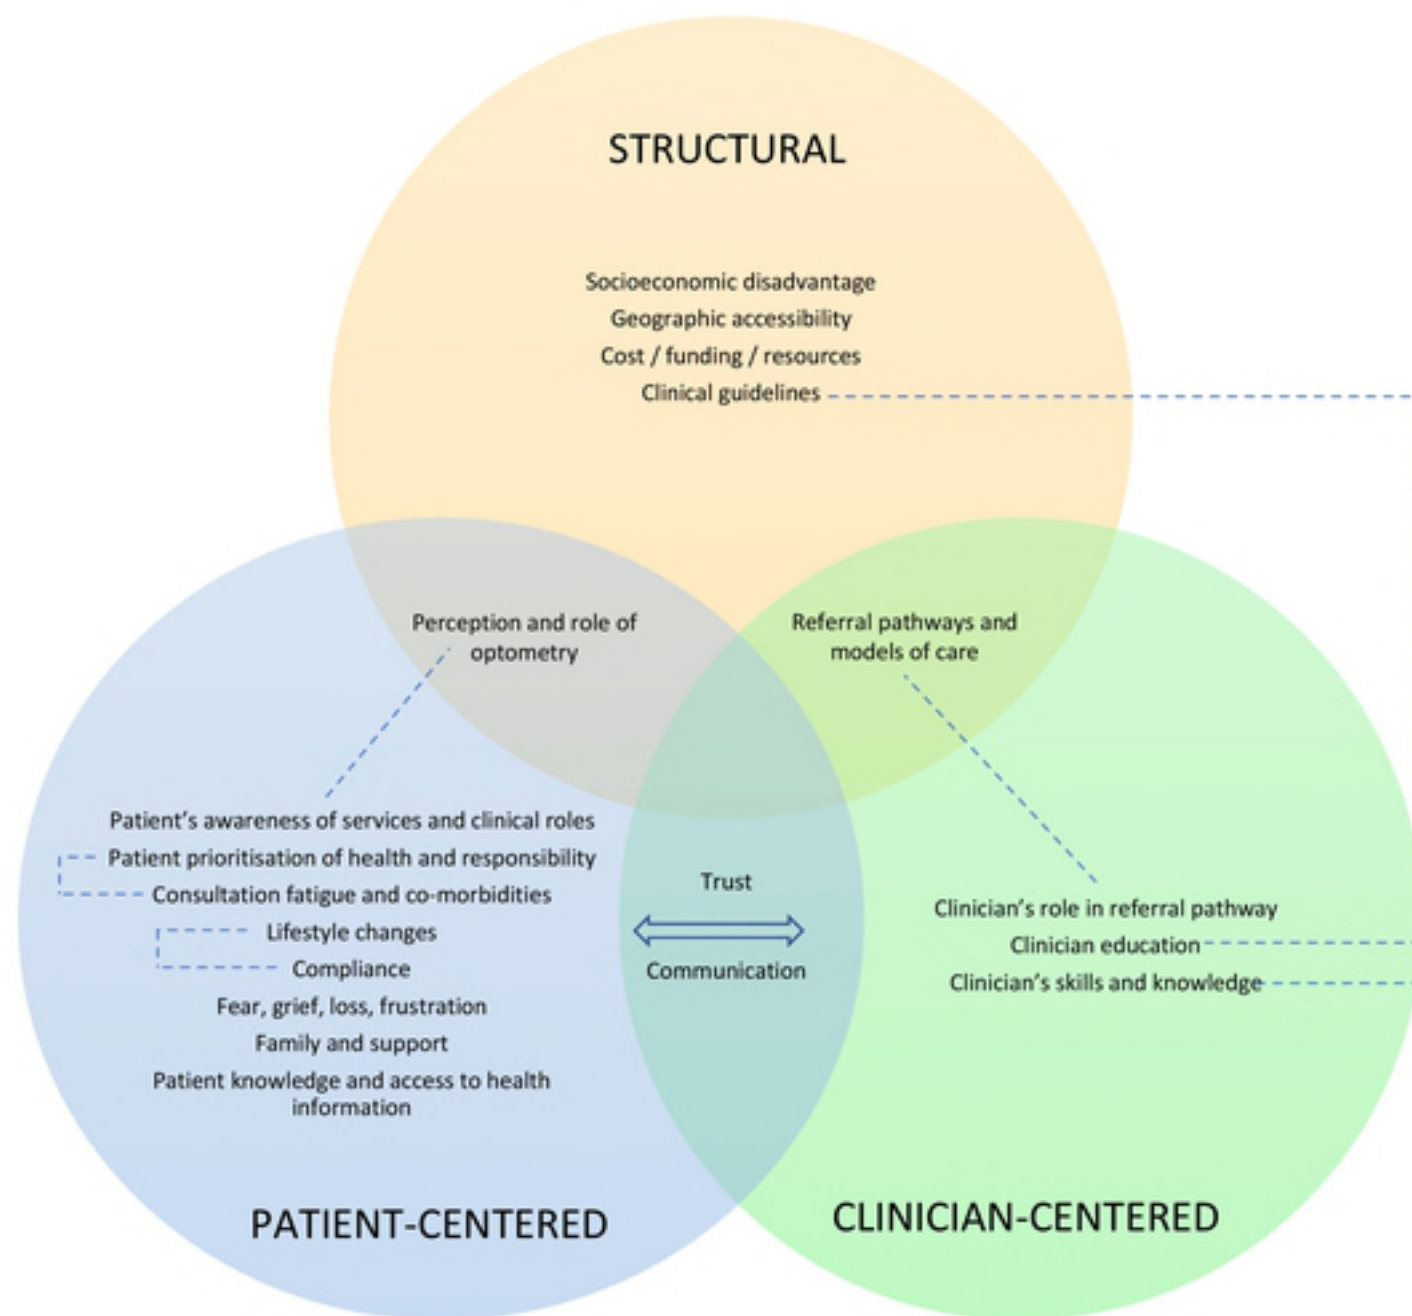 STRUCTURAL
Socioeconomic disadvantage
Geographic accessibility
Cost / funding / resources
Clinical guidelines
Perception and role of
optometry
Referral pathways and
models of care
Patient's awareness of services and clinical roles
Patient prioritisation of health and responsibility
Consultation fatigue and co-morbidities
Lifestyle changes
Compliance
Fear, grief, loss, frustration
Family and support
Patient knowledge and access to health
information
Trust
Communication
Clinician's role in referral pathway
Clinician education
Clinician's skills and knowledge
PATIENT-CENTERED
CLINICIAN-CENTERED